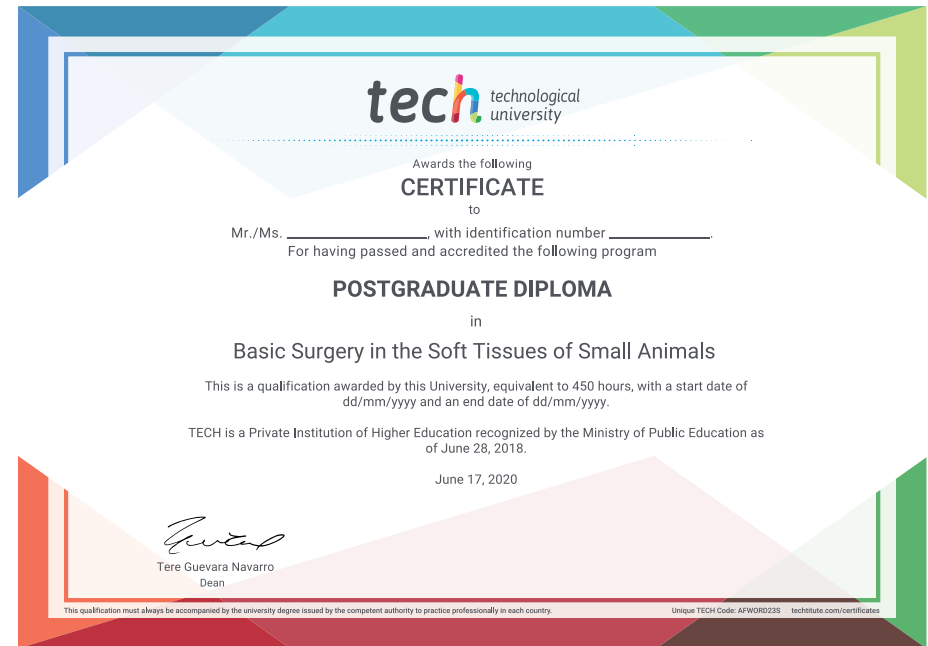 tech technological
university
Awards the following
CERTIFICATE
to
Mr./Ms. ____________________, with identification number ______________.
For having passed and accredited the following program
POSTGRADUATE DIPLOMA
in
Basic Surgery in the Soft Tissues of Small Animals
This is a qualification awarded by this University, equivalent to 450 hours, with a start date of
dd/mm/yyyy and an end date of dd/mm/yyyy.
TECH is a Private Institution of Higher Education recognized by the Ministry of Public Education as
of June 28, 2018.
June 17, 2020
Tere Guevara Navarro
Dean
This qualification must always be accompanied by the university degree issued by the competent authority to practice professionally in each country.
Unique TECH Code: AFWORD23S techtitute.com/certificates